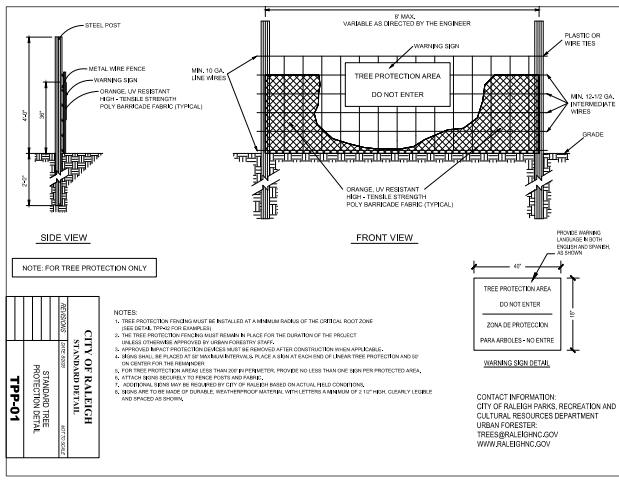 STEEL POST
METAL WIRE FENCE
WARNING SIGN
ORANGE, UV RESISTANT
HIGH - TENSILE STRENGTH
POLY BARRICADE FABRIC (TYPICAL)
4'-0"
36"
2'-0"
SIDE VIEW
NOTE: FOR TREE PROTECTION ONLY
8' MAX.
VARIABLE AS DIRECTED BY THE ENGINEER
WARNING SIGN
MIN. 10 GA.
LINE WIRES
TREE PROTECTION AREA
DO NOT ENTER
PLASTIC OR
WIRE TIES
MIN. 12-1/2 GA.
INTERMEDIATE
WIRES
GRADE
ORANGE, UV RESISTANT
HIGH - TENSILE STRENGTH
POLY BARRICADE FABRIC (TYPICAL)
FRONT VIEW
PROVIDE WARNING
LANGUAGE IN BOTH
ENGLISH AND SPANISH,
AS SHOWN
40"
TREE PROTECTION AREA
DO NOT ENTER
ZONA DE PROTECCION
PARA ARBOLES - NO ENTRE
WARNING SIGN DETAIL
NOTES:
1. TREE PROTECTION FENCING MUST BE INSTALLED AT A MINIMUM RADIUS OF THE CRITICAL ROOT ZONE
(SEE DETAIL TPP-02 FOR EXAMPLES)
2. THE TREE PROTECTION FENCING MUST REMAIN IN PLACE FOR THE DURATION OF THE PROJECT
UNLESS OTHERWISE APPROVED BY URBAN FORESTRY STAFF.
3. APPROVED IMPACT PROTECTION DEVICES MUST BE REMOVED AFTER CONSTRUCTION WHEN APPLICABLE.
4. SIGNS SHALL BE PLACED AT 50' MAXIMUM INTERVALS. PLACE A SIGN AT EACH END OF LINEAR TREE PROTECTION AND 50'
ON CENTER FOR THE REMAINDER
5. FOR TREE PROTECTION AREAS LESS THAN 200' IN PERIMETER, PROVIDE NO LESS THAN ONE SIGN PER PROTECTED AREA.
6. ATTACH SIGNS SECURELY TO FENCE POSTS AND FABRIC.
7. ADDITIONAL SIGNS MAY BE REQUIRED BY CITY OF RALEIGH BASED ON ACTUAL FIELD CONDITIONS.
8. SIGNS ARE TO BE MADE OF DURABLE, WEATHERPROOF MATERIAL WITH LETTERS A MINIMUM OF 2 1/2" HIGH, CLEARLY LEGIBLE
AND SPACED AS SHOWN.
CITY OF RALEIGH
STANDARD DETAIL
REVISIONS
NOT TO SCALE
STANDARD TREE
PROTECTION DETAIL
TPP-01
CONTACT INFORMATION:
CITY OF RALEIGH PARKS, RECREATION AND
CULTURAL RESOURCES DEPARTMENT
URBAN FORESTER:
TREES@RALEIGHNC.GOV
WWW.RALEIGHNC.GOV